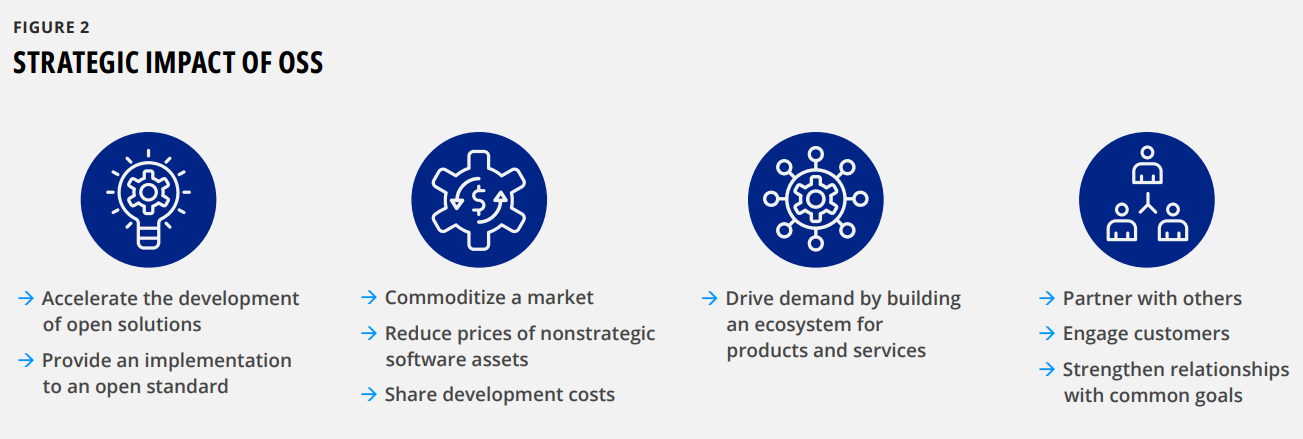 FIGURE 2
STRATEGIC IMPACT OF OSS
$
→ Accelerate the development
of open solutions
→ Provide an implementation
to an open standard
→ Commoditize a market
→ Reduce prices of nonstrategic
software assets
→ Share development costs
→ Drive demand by building
an ecosystem for
products and services
→ Partner with others
→ Engage customers
→ Strengthen relationships
with common goals